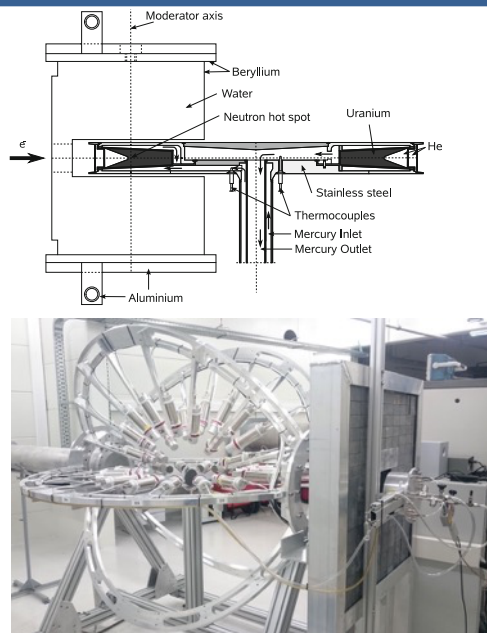 Moderator axis
Beryllium
Water
Neutron hot spot
Uranium
e⁻
He
Stainless steel
Thermocouples
Mercury Inlet
Mercury Outlet
Aluminium